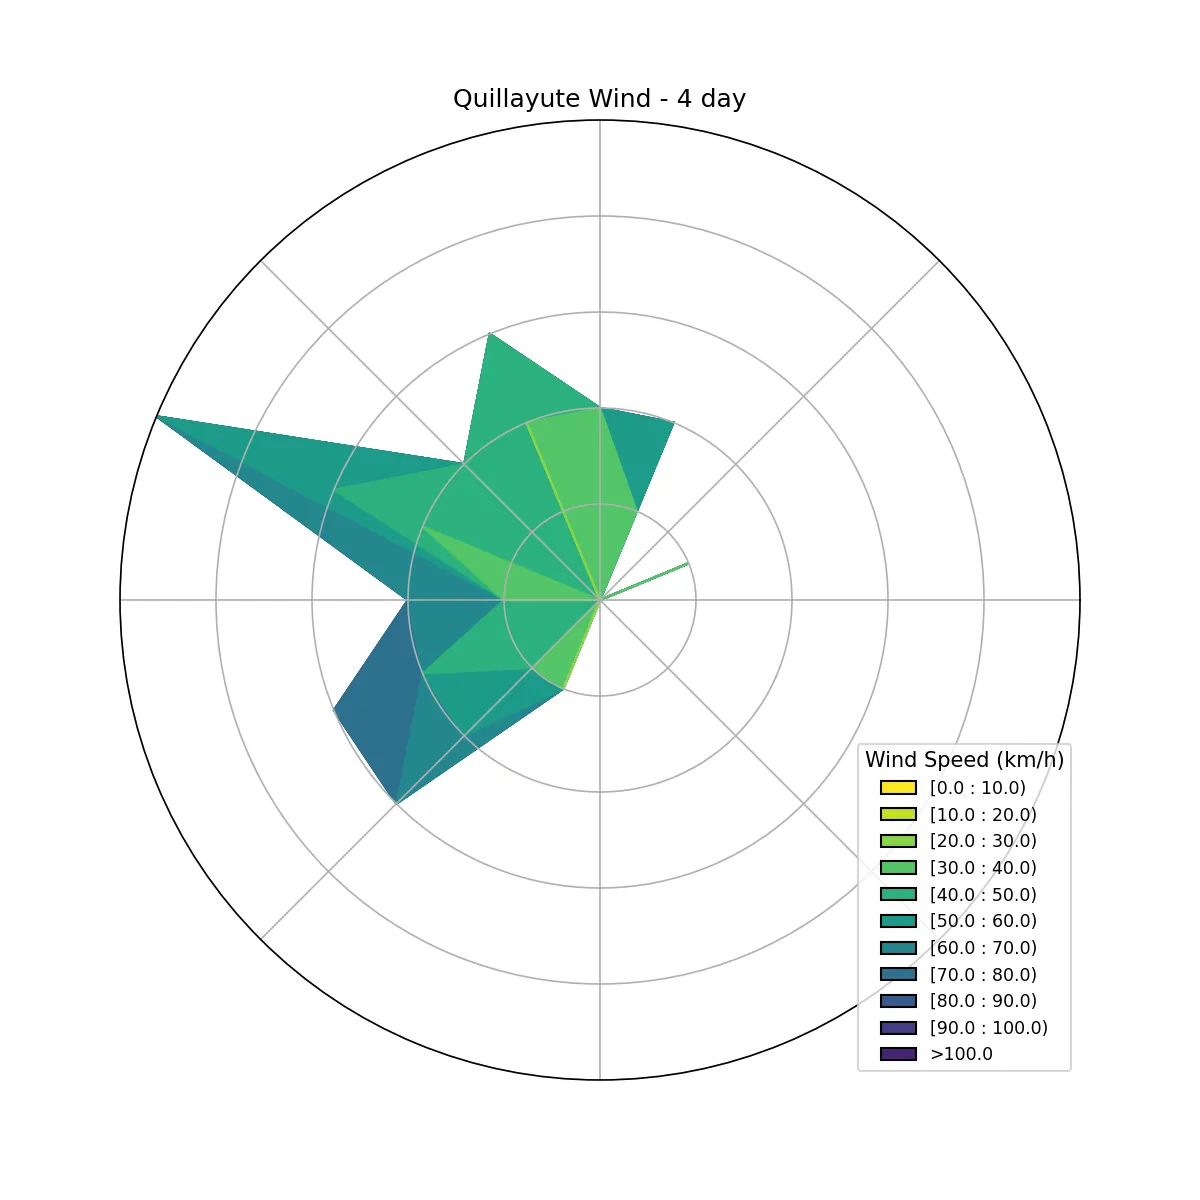 Quillayute Wind - 4 day
Wind Speed (km/h)
[0.0 : 10.0)
[10.0 : 20.0)
[20.0 : 30.0)
[30.0 : 40.0)
[40.0 : 50.0)
[50.0 : 60.0)
[60.0 : 70.0)
[70.0 : 80.0)
[80.0 : 90.0)
[90.0 : 100.0)
>100.0